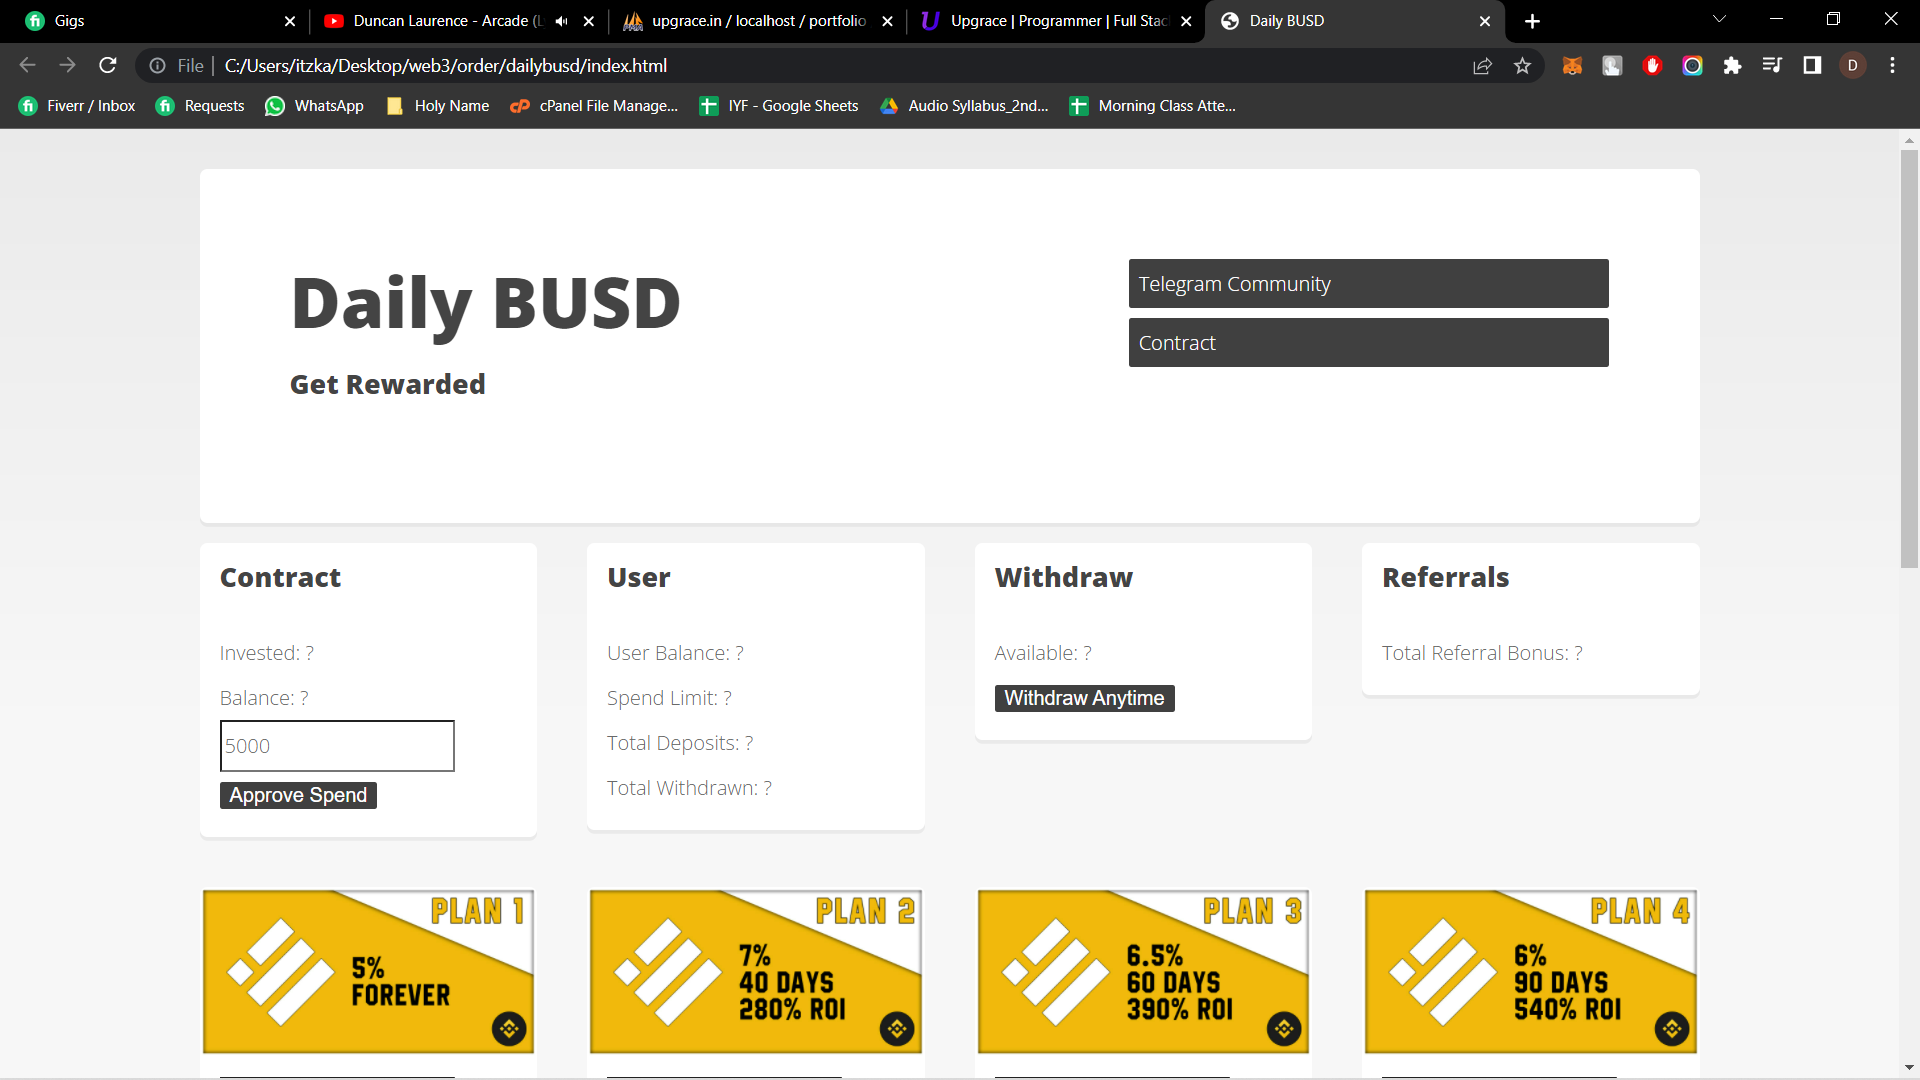 Gigs
Duncan Laurence - Arcade (L
upgrace.in / localhost / portfolio
Upgrace | Programmer | Full Stac
Daily BUSD
File
C:/Users/itzka/Desktop/web3/order/dailybusd/index.html
D
Fiverr / Inbox
Requests
WhatsApp
Holy Name
cPanel File Manage...
IYF - Google Sheets
Audio Syllabus_2nd...
Morning Class Atte...
Daily BUSD
Get Rewarded
Telegram Community
Contract
Contract
Invested: ?
Balance: ?
5000
Approve Spend
User
User Balance: ?
Spend Limit: ?
Total Deposits: ?
Total Withdrawn: ?
Withdraw
Available: ?
Withdraw Anytime
Referrals
Total Referral Bonus: ?
PLAN 1
5%
FOREVER
PLAN 2
7%
40 DAYS
280% ROI
PLAN 3
6.5%
60 DAYS
390% ROI
PLAN 4
6%
90 DAYS
540% ROI